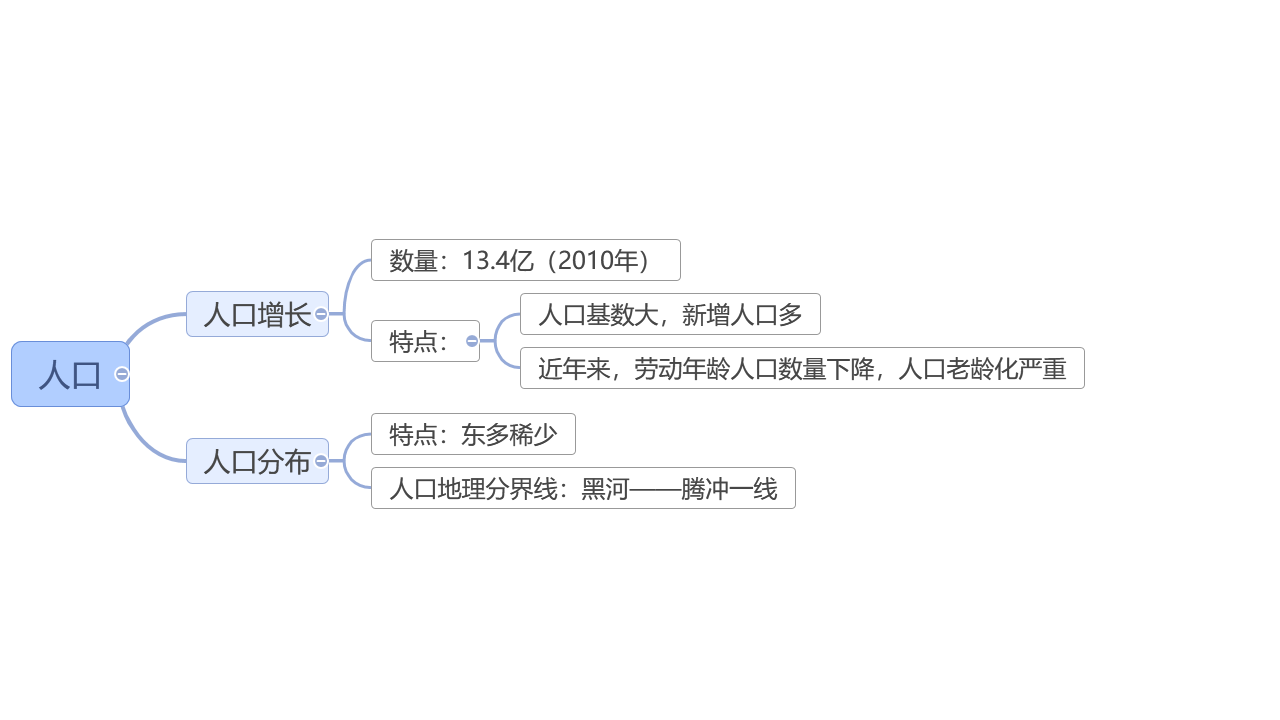 人口
人口增长
数量：13.4亿（2010年）
特点：
人口基数大，新增人口多
近年来，劳动年龄人口数量下降，人口老龄化严重
人口分布
特点：东多稀少
人口地理分界线：黑河——腾冲一线